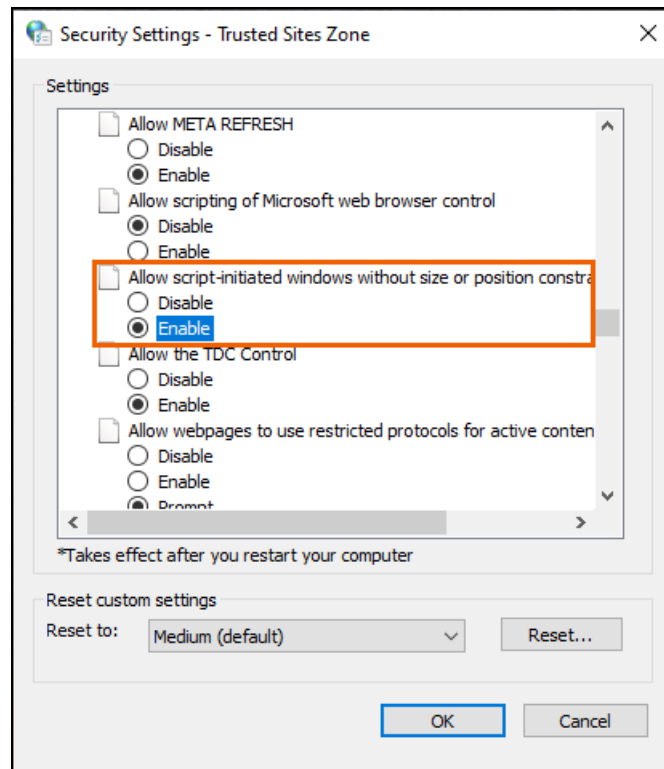 Security Settings - Trusted Sites Zone
Settings
Allow META REFRESH
Disable
Enable
Allow scripting of Microsoft web browser control
Disable
Enable
Allow script-initiated windows without size or position constra
Disable
Enable
Allow the TDC Control
Disable
Enable
Allow webpages to use restricted protocols for active conten
Disable
Enable
Prompt
*Takes effect after you restart your computer
Reset custom settings
Reset to:
Medium (default)
Reset...
OK
Cancel